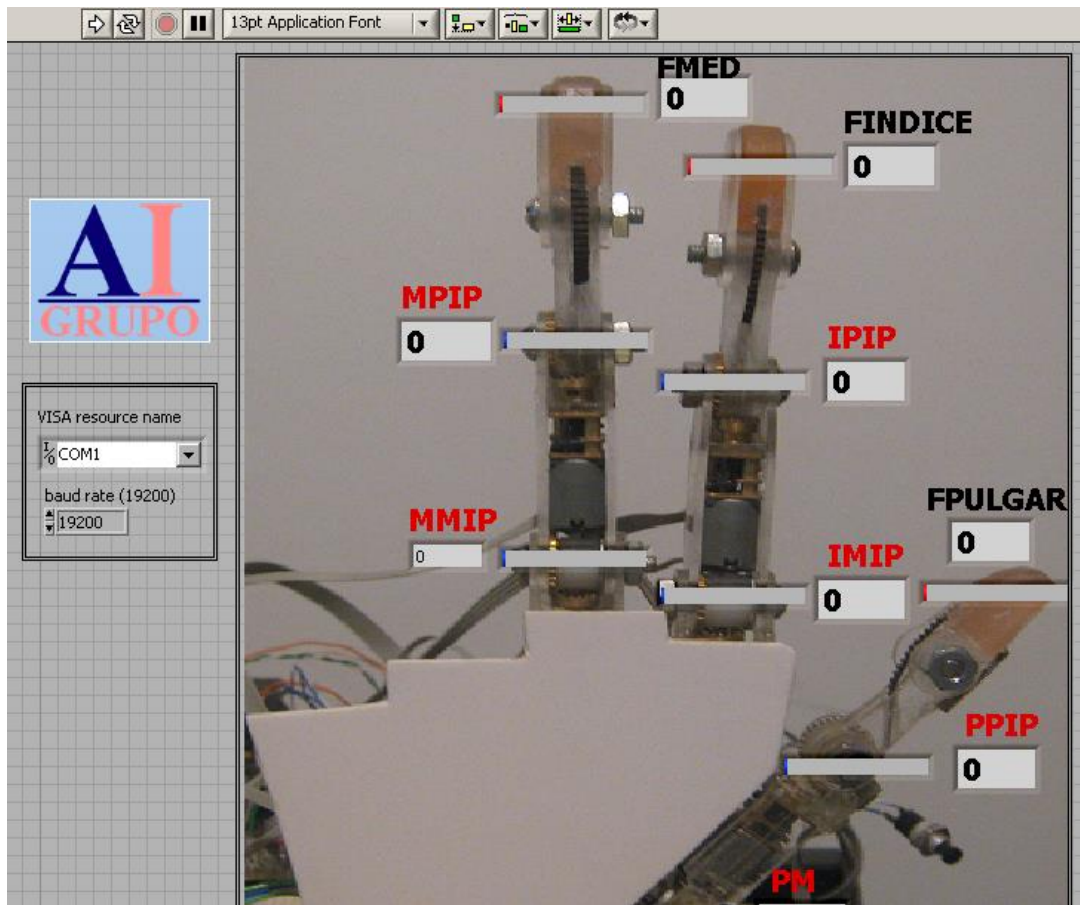 13pt Application Font
FMED
0
FINDICE
0
AI
GRUPO
MPIP
0
IPIP
0
VISA resource name
I/0 COM1
baud rate (19200)
19200
FPULGAR
0
MMIP
0
IMIP
0
PPIP
0
PM